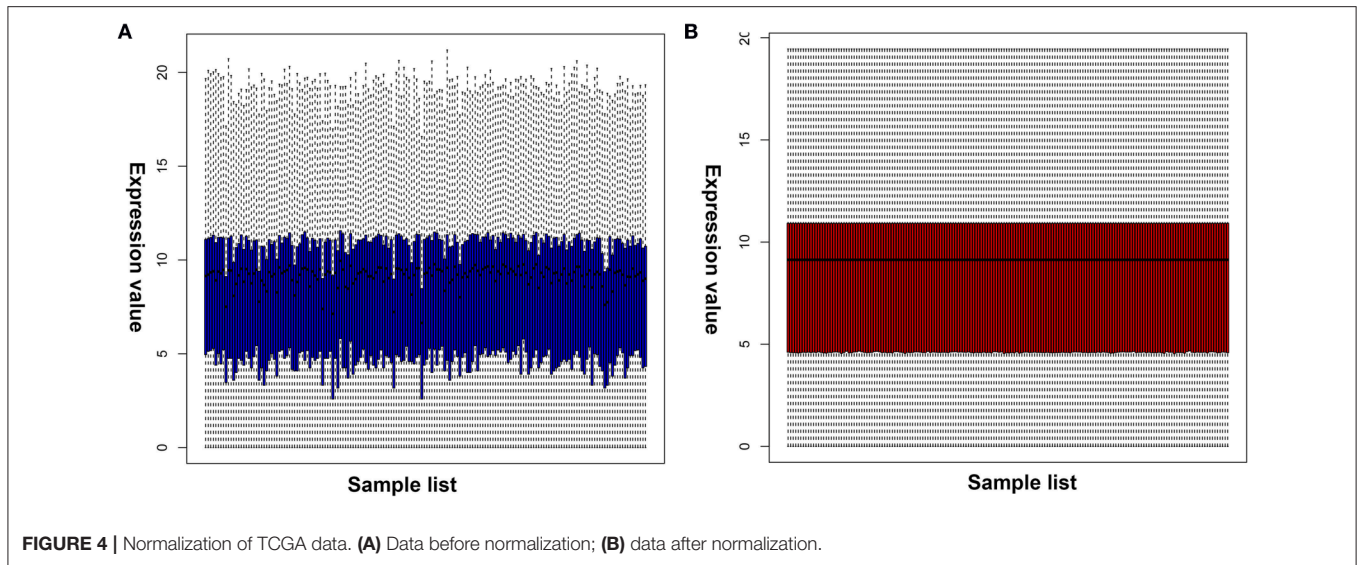 A
B
20
15
10
5
0
Expression value
Sample list
20
15
10
5
0
Expression value
Sample list
FIGURE 4 | Normalization of TCGA data. (A) Data before normalization; (B) data after normalization.